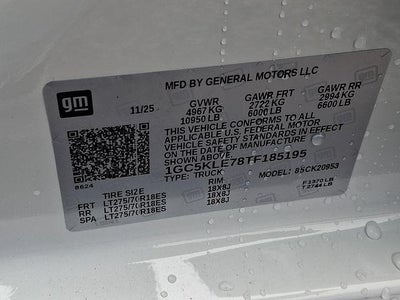 MFD BY GENERAL MOTORS LLC
gm
11/25
GVWR
4967 KG
10950 LB
GAWR FRT
2722 KG
6000 LB
GAWR RR
2994 KG
6600 LB
THIS VEHICLE CONFORMS TO ALL
APPLICABLE U.S. FEDERAL MOTOR
VEHICLE SAFETY STANDARDS IN EFFECT
ON THE DATE OF MANUFACTURE
SHOWN ABOVE.
1GC5KLE78TF185195
TYPE: TRUCK
MODEL: 85CK20953
8624
TIRE SIZE
RIM
FRT LT275/70R18ES 18X8J
RR LT275/70R18ES 18X8J
SPA LT275/70R18ES 18X8J